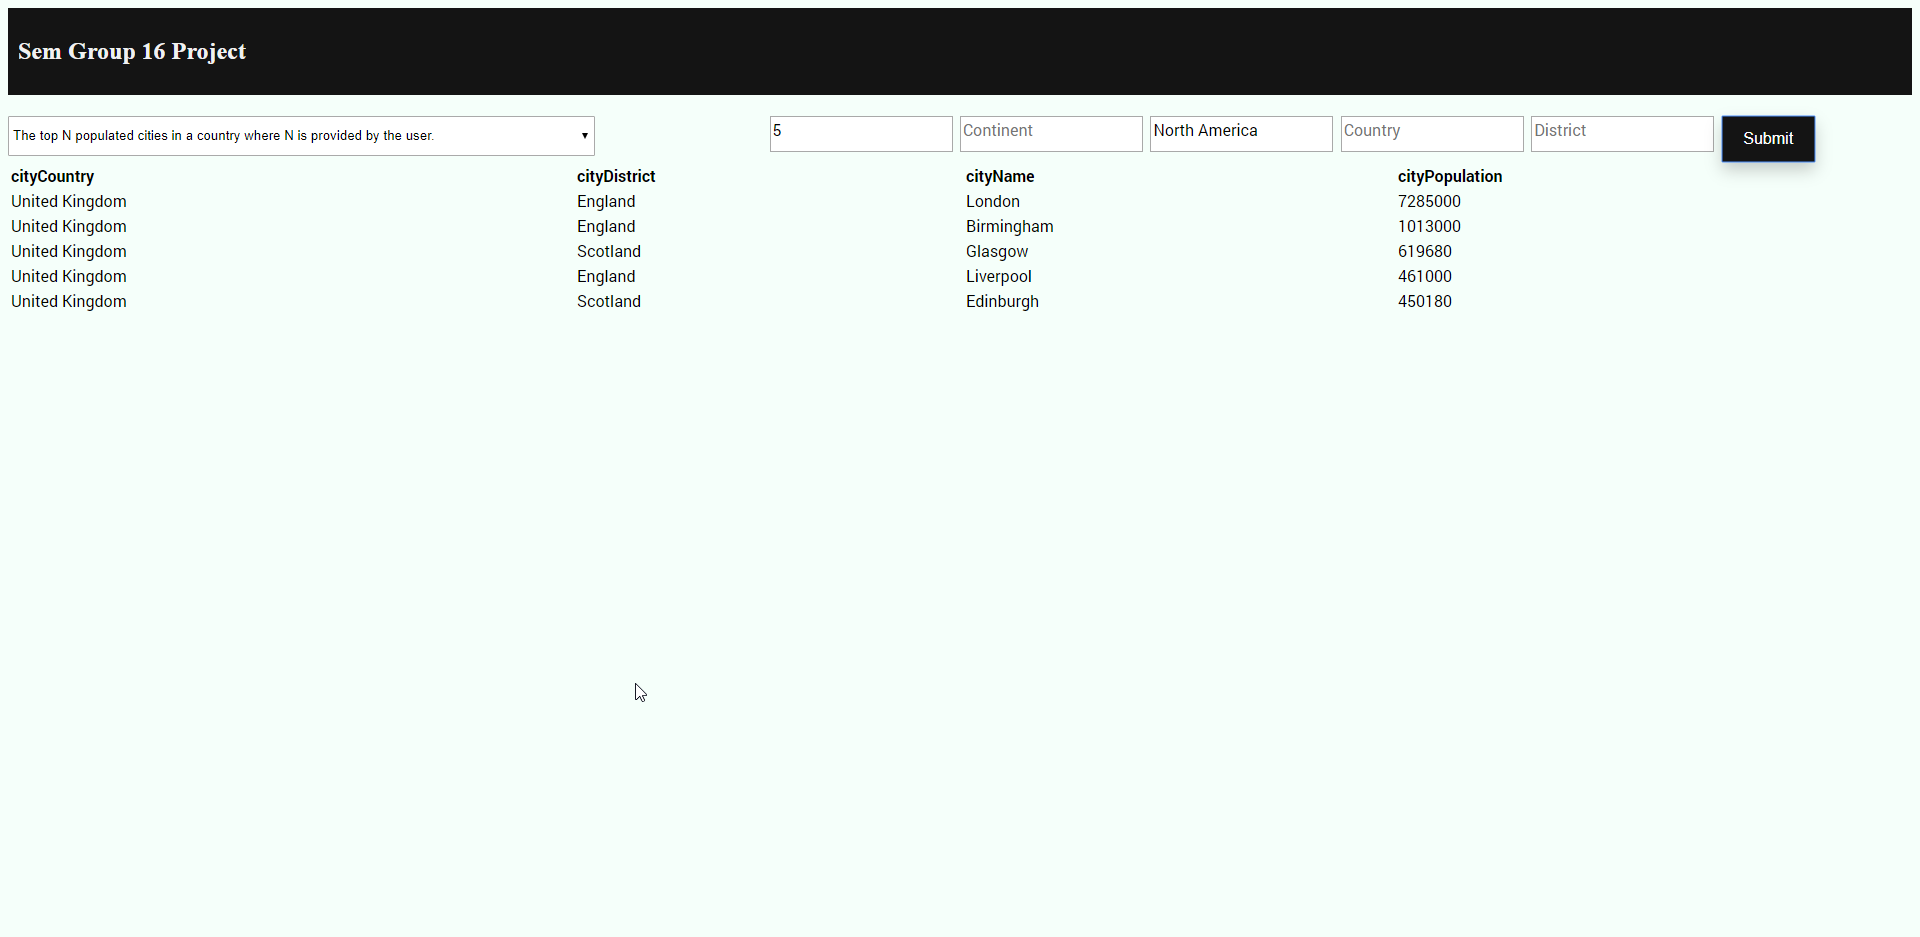 Sem Group 16 Project
The top N populated cities in a country where N is provided by the user. 5 Continent North America Country District Submit
cityCountry cityDistrict cityName cityPopulation
United Kingdom England London 7285000
United Kingdom England Birmingham 1013000
United Kingdom Scotland Glasgow 619680
United Kingdom England Liverpool 461000
United Kingdom Scotland Edinburgh 450180